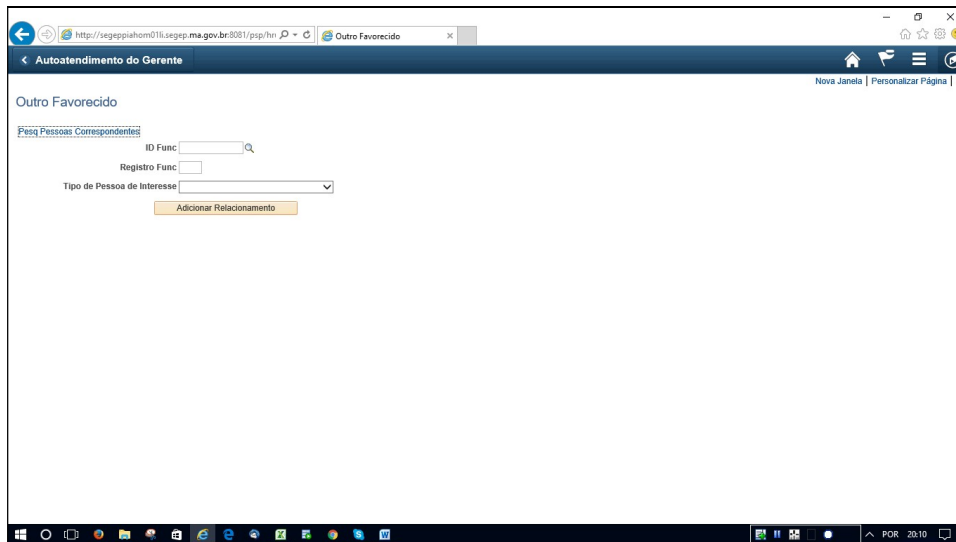 http://segeppiahom01li.segep.ma.gov.br:8081/psp/hn
Outro Favorecido
Autoatendimento do Gerente
Nova Janela | Personalizar Página |
Outro Favorecido
Pesq Pessoas Correspondentes
ID Func
Registro Func
Tipo de Pessoa de Interesse
Adicionar Relacionamento
POR 20:10